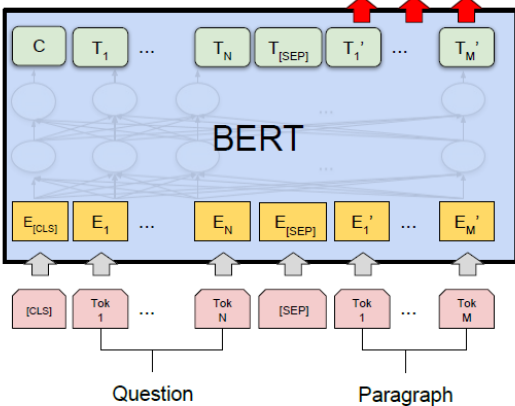 C T1 ... TN T[SEP] T1' ... TM'
...
BERT
...
E[CLS] E1 ... EN E[SEP] E1' ... EM'
[CLS] Tok 1 ... Tok N [SEP] Tok 1 ... Tok M
Question Paragraph